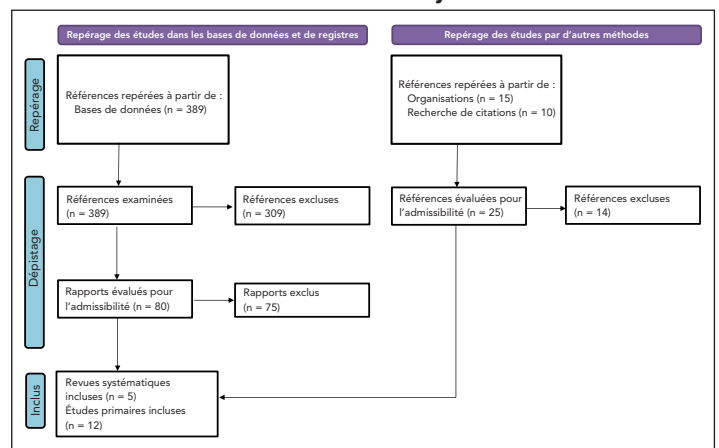 Repérage des études dans les bases de données et de registres
Repérage des études par d'autres méthodes
Repérage
Références repérées à partir de :
Bases de données (n = 389)
Références repérées à partir de :
Organisations (n = 15)
Recherche de citations (n = 10)
Dépistage
Références examinées
(n = 389)
Références exclues
(n = 309)
Références évaluées pour
l'admissibilité (n = 25)
Références excuses
(n = 14)
Rapports évalués pour
l'admissibilité (n = 80)
Rapports exclus
(n = 75)
Inclus
Revues systématiques
incluses (n = 5)
Études primaires incluses
(n = 12)